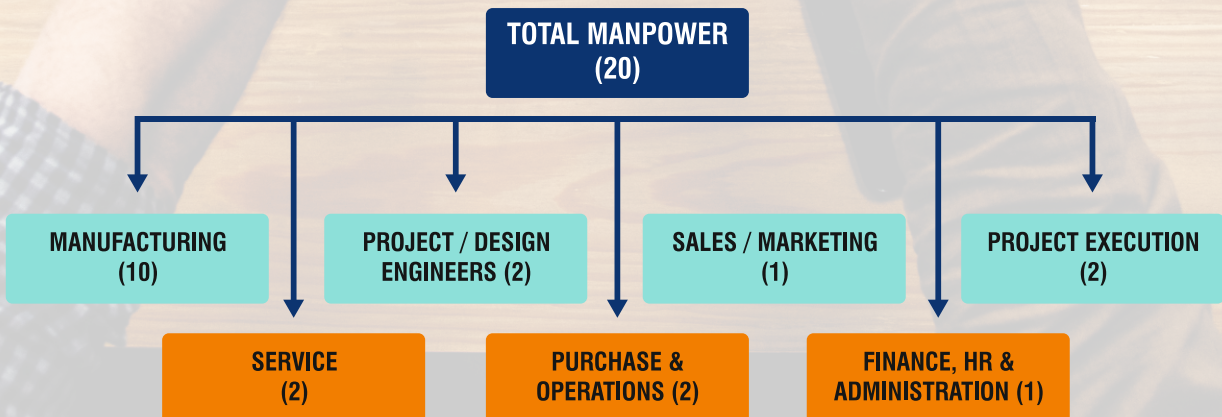 TOTAL MANPOWER
(20)
MANUFACTURING
(10)
PROJECT / DESIGN
ENGINEERS (2)
SALES / MARKETING
(1)
PROJECT EXECUTION
(2)
SERVICE
(2)
PURCHASE &
OPERATIONS (2)
FINANCE, HR &
ADMINISTRATION (1)